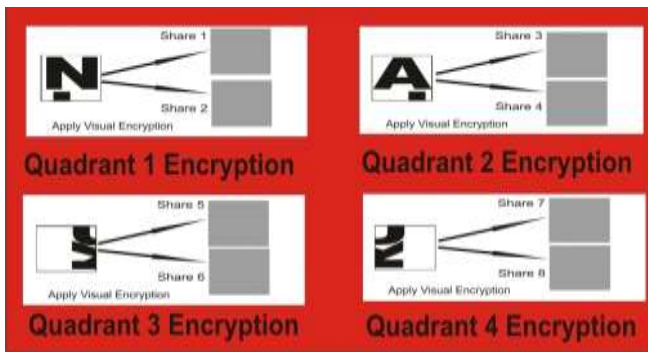 Share 1
N
Share 2
Apply Visual Encryption
Quadrant 1 Encryption
Share 3
A
Share 4
Apply Visual Encryption
Quadrant 2 Encryption
Share 5
Share 6
Apply Visual Encryption
Quadrant 3 Encryption
Share 7
Share 8
Apply Visual Encryption
Quadrant 4 Encryption